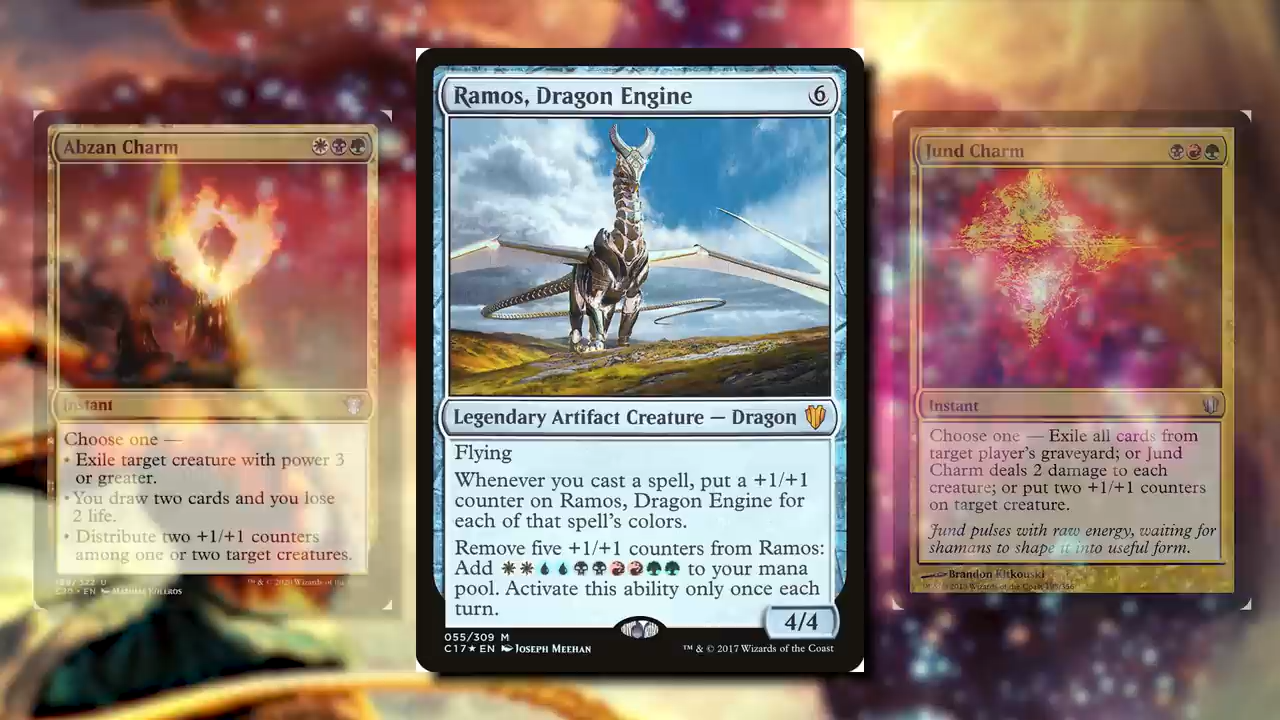 Abzan Charm
Instant
Choose one —
• Exile target creature with power 3
or greater.
• You draw two cards and you lose
2 life.
• Distribute two +1/+1 counters
among one or two target creatures.
Ramos, Dragon Engine 6
Legendary Artifact Creature — Dragon
Flying
Whenever you cast a spell, put a +1/+1
counter on Ramos, Dragon Engine for
each of that spell's colors.
Remove five +1/+1 counters from Ramos:
Add to your mana
pool. Activate this ability only once each
turn.
4/4
055/309 M
C17 ★ EN Joseph Meehan
™ & © 2017 Wizards of the Coast
Jund Charm
Instant
Choose one — Exile all cards from
target player's graveyard; or Jund
Charm deals 2 damage to each
creature; or put two +1/+1 counters
on target creature.
Jund pulses with raw energy, waiting for
shamans to shape it into useful form.
Brandon Kitkouski